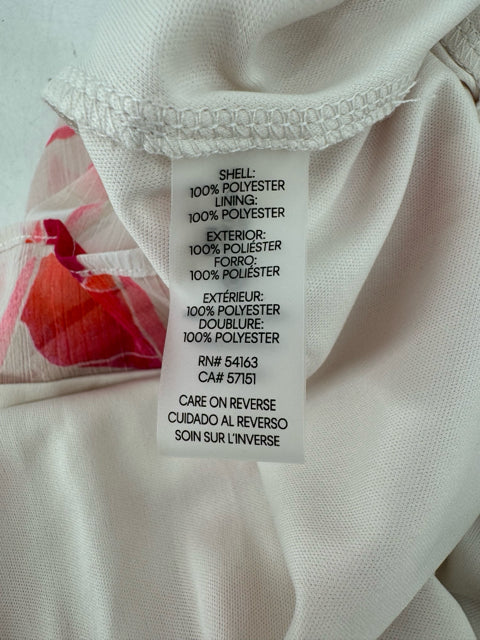 SHELL:
100% POLYESTER
LINING:
100% POLYESTER
EXTERIOR:
100% POLIÉSTER
FORRO:
100% POLIÉSTER
EXTÉRIEUR:
100% POLYESTER
DOUBLURE:
100% POLYESTER
RN# 54163
CA# 57151
CARE ON REVERSE
CUIDADO AL REVERSO
SOIN SUR L'INVERSE